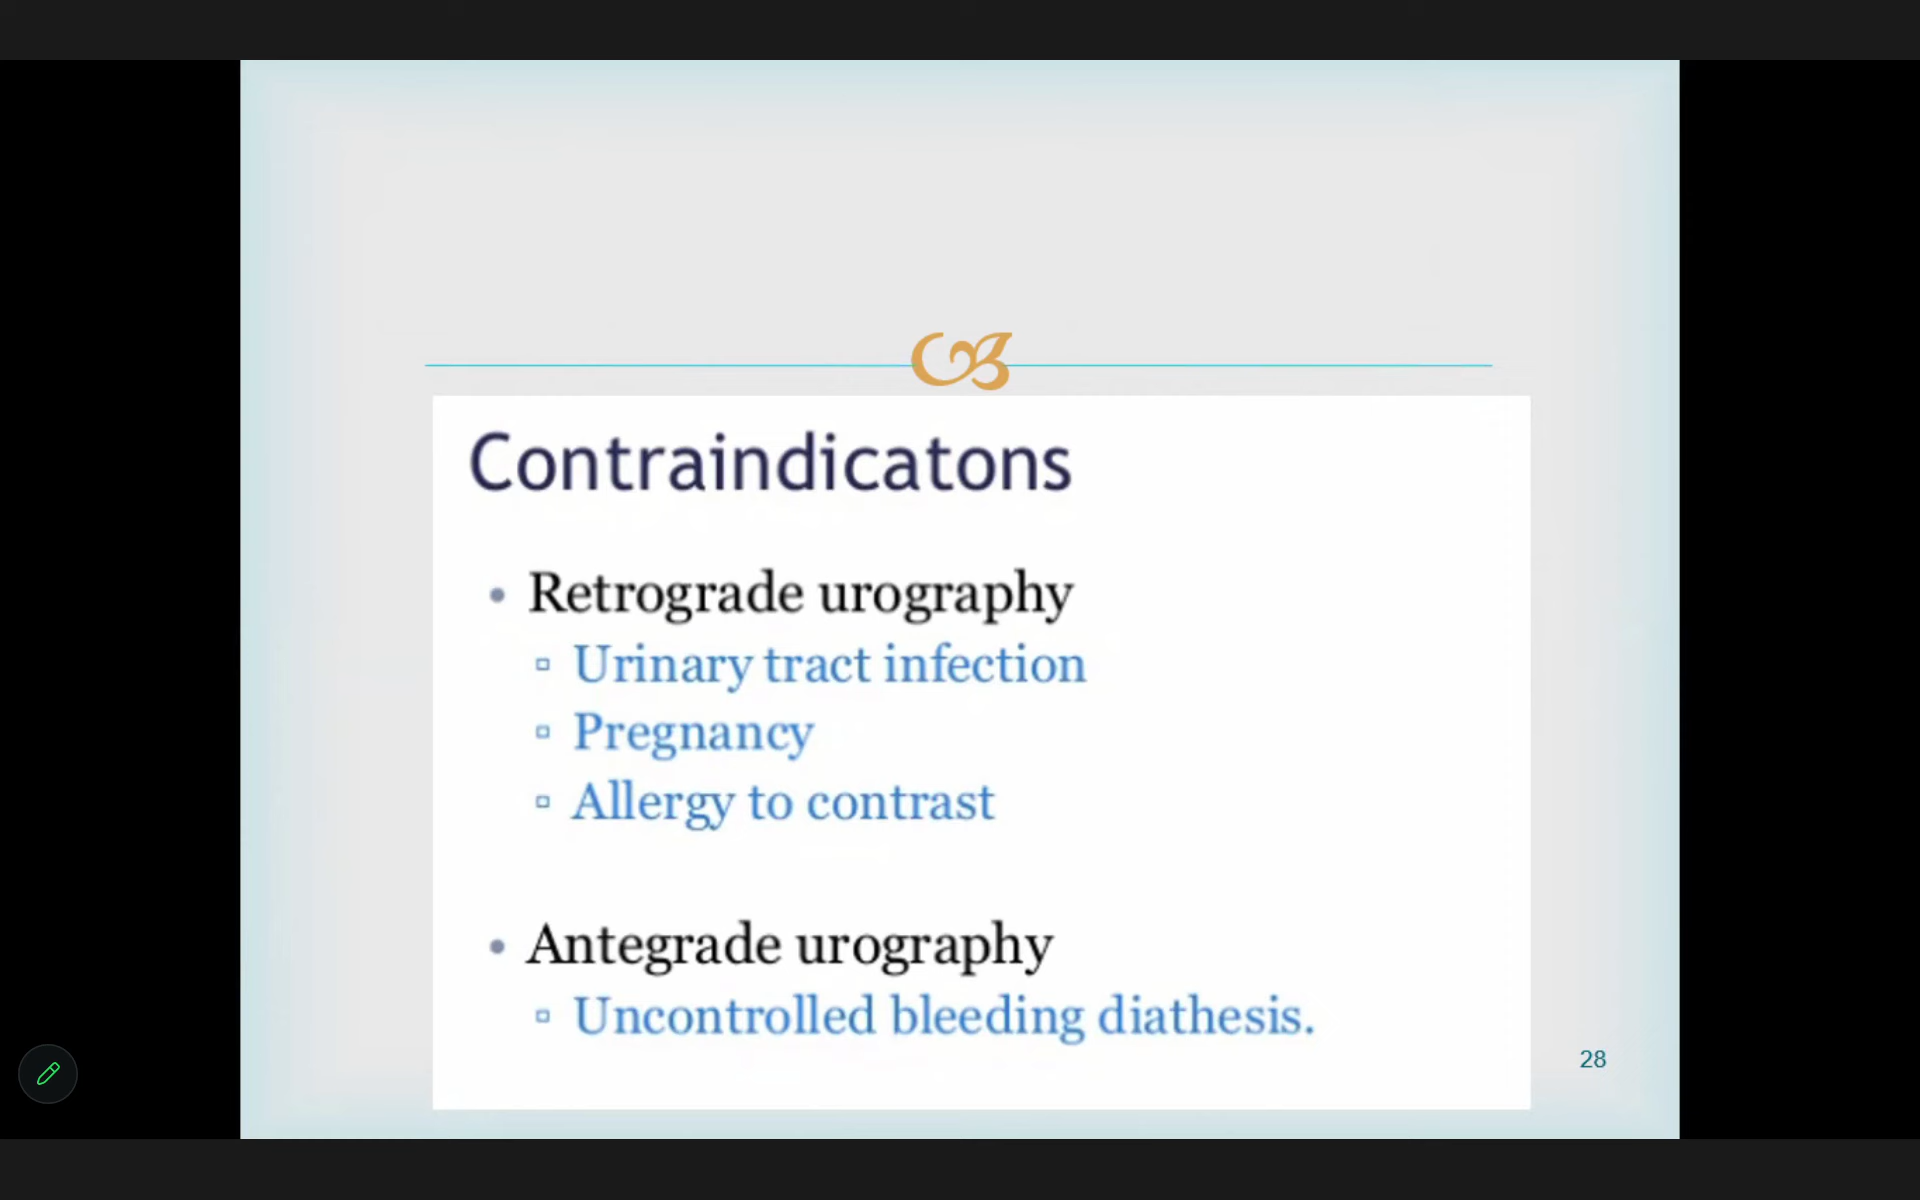 Contraindicatons
• Retrograde urography
▫ Urinary tract infection
▫ Pregnancy
▫ Allergy to contrast
• Antegrade urography
▫ Uncontrolled bleeding diathesis.
28